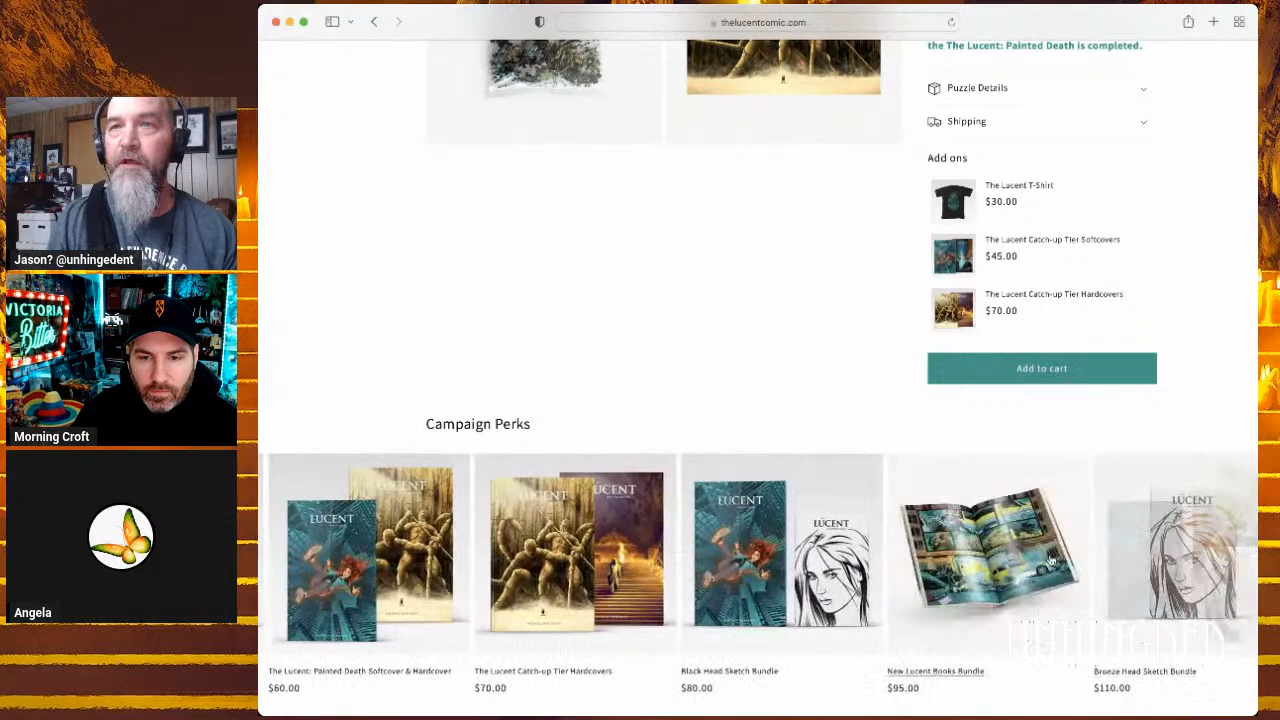 thelucentcomic.com
the The Lucent: Painted Death is completed.
Puzzle Details
Shipping
Add ons
The Lucent T-Shirt
$30.00
The Lucent Catch-up Tier Softcovers
$45.00
The Lucent Catch-up Tier Hardcovers
$70.00
Add to cart
Campaign Perks
LUCENT
LUCENT
LUCENT
LUCENT
LUCENT
LUCENT
LUCENT
The Lucent: Painted Death Softcover & Hardcover
$60.00
The Lucent Catch-up Tier Hardcovers
$70.00
Black Head Sketch Bundle
$80.00
New Lucent Books Bundle
$95.00
Bronze Head Sketch Bundle
$110.00
UNHINGED
Jason? @unhingedent
VICTORIA
Bitter
Morning Croft
Angela